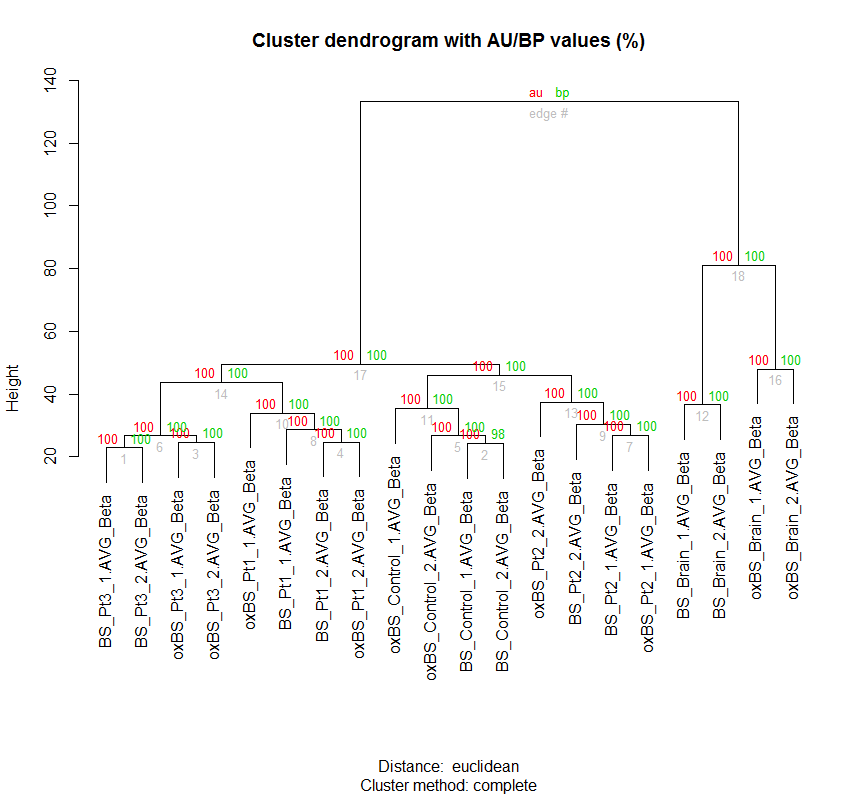 Cluster dendrogram with AU/BP values (%)
140
120
100
80
60
40
20
Height
au bp
edge #
100 100
18
100 100
17
100 100
16
100 100
15
100 100
14
100 100
13
100 100
12
100 100
11
100 100
10
100 100
9
100 100
8
100 100
7
100 100
6
100 100
5
100 100
4
100 100
3
100 98
2
100 100
1
BS_Pt3_1.AVG_Beta
BS_Pt3_2.AVG_Beta
oxBS_Pt3_1.AVG_Beta
oxBS_Pt3_2.AVG_Beta
oxBS_Pt1_1.AVG_Beta
BS_Pt1_1.AVG_Beta
BS_Pt1_2.AVG_Beta
oxBS_Pt1_2.AVG_Beta
oxBS_Control_1.AVG_Beta
oxBS_Control_2.AVG_Beta
BS_Control_1.AVG_Beta
BS_Control_2.AVG_Beta
oxBS_Pt2_2.AVG_Beta
BS_Pt2_2.AVG_Beta
BS_Pt2_1.AVG_Beta
oxBS_Pt2_1.AVG_Beta
BS_Brain_1.AVG_Beta
BS_Brain_2.AVG_Beta
oxBS_Brain_1.AVG_Beta
oxBS_Brain_2.AVG_Beta
Distance: euclidean
Cluster method: complete